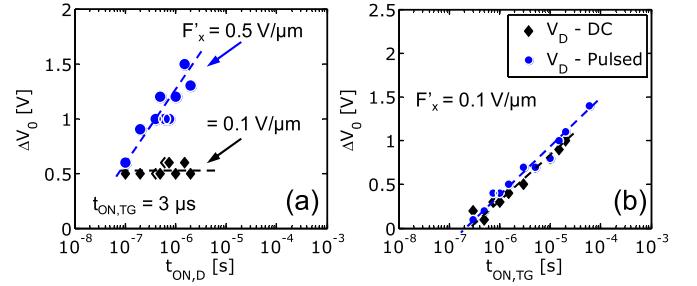 2
1.5
1
0.5
0
ΔV0 [V]
F'x = 0.5 V/µm
= 0.1 V/µm
tON,TG = 3 µs
(a)
10-8 10-7 10-6 10-5 10-4 10-3
tON,D [s]
2.5
2
1.5
1
0.5
0
ΔV0 [V]
VD - DC
VD - Pulsed
F'x = 0.1 V/µm
(b)
10-8 10-7 10-6 10-5 10-4 10-3
tON,TG [s]